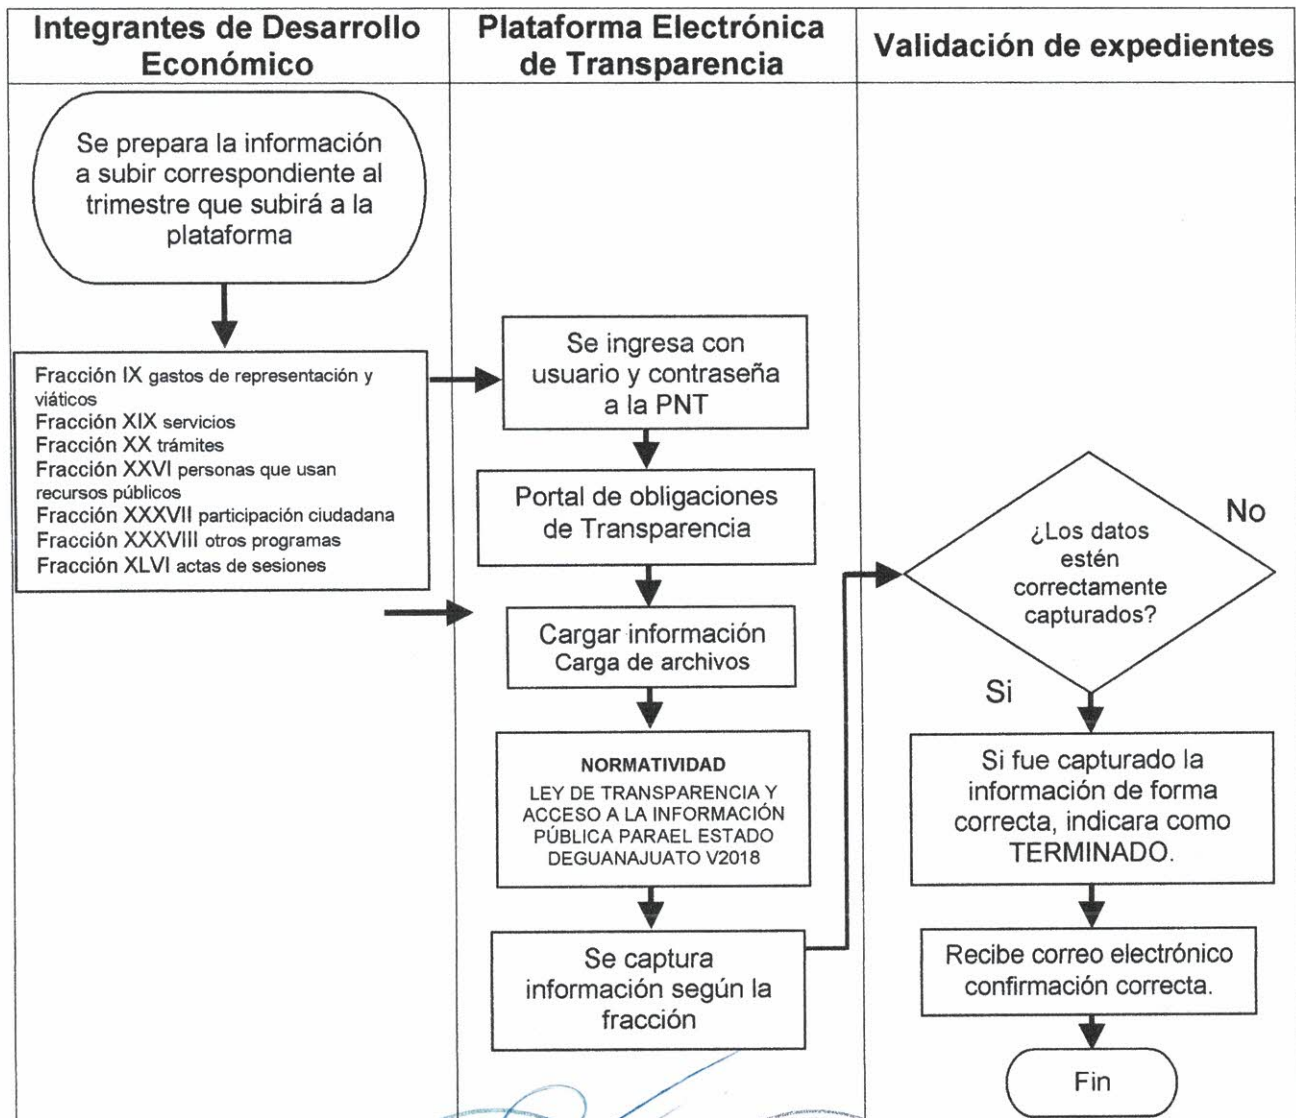 Integrantes de Desarrollo
Económico
Plataforma Electrónica
de Transparencia
Validación de expedientes
Se prepara la información
a subir correspondiente al
trimestre que subirá a la
plataforma
Fracción IX gastos de representación y
viáticos
Fracción XIX servicios
Fracción XX trámites
Fracción XXVI personas que usan
recursos públicos
Fracción XXXVII participación ciudadana
Fracción XXXVIII otros programas
Fracción XLVI actas de sesiones
Se ingresa con
usuario y contraseña
a la PNT
Portal de obligaciones
de Transparencia
Cargar información
Carga de archivos
NORMATIVIDAD
LEY DE TRANSPARENCIA Y
ACCESO A LA INFORMACIÓN
PÚBLICA PARAEL ESTADO
DEGUANAJUATO V2018
Se captura
información según la
fracción
¿Los datos
estén
correctamente
capturados?
No
Si
Si fue capturado la
información de forma
correcta, indicara como
TERMINADO.
Recibe correo electrónico
confirmación correcta.
Fin